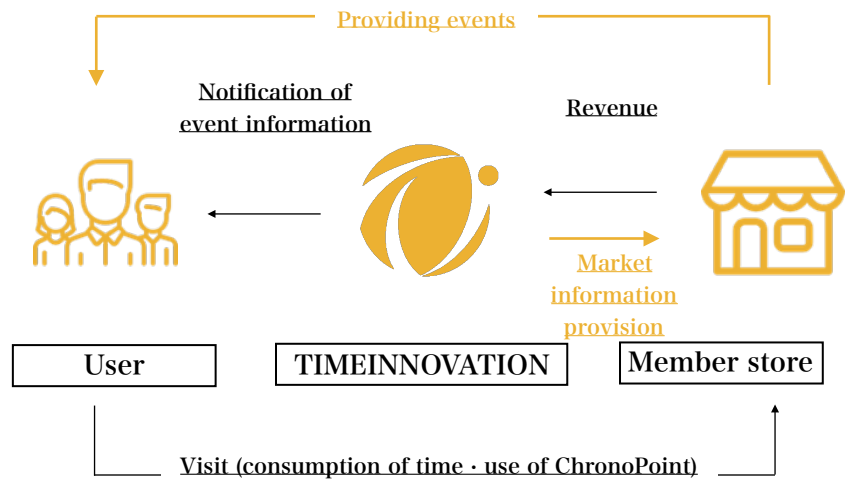 Providing events
Notification of
event information
Revenue
Market
information
provision
User
TIMEINNOVATION
Member store
Visit (consumption of time · use of ChronoPoint)